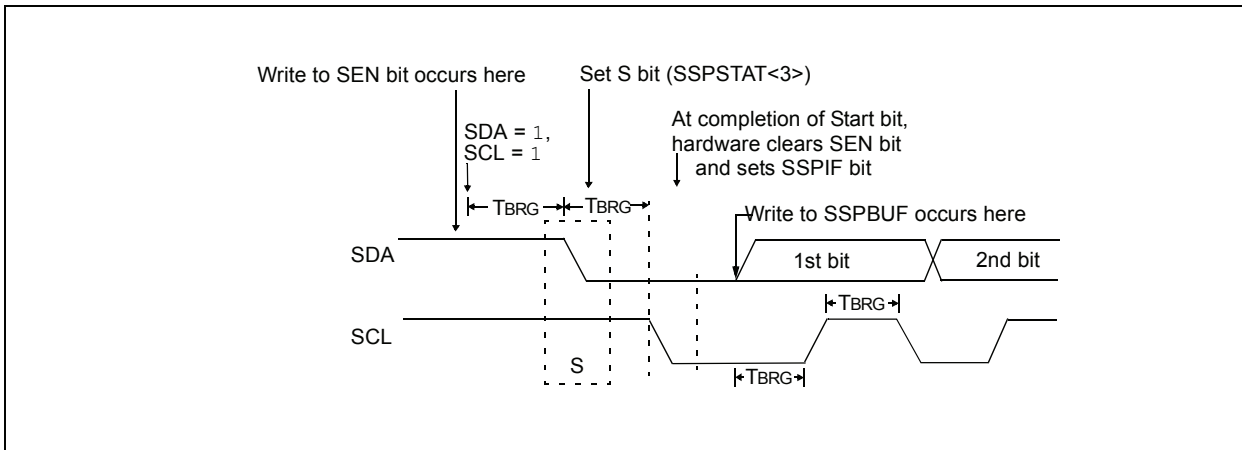 Write to SEN bit occurs here
Set S bit (SSPSTAT<3>)
At completion of Start bit,
hardware clears SEN bit
and sets SSPIF bit
SDA = 1,
SCL = 1
TBRG
TBRG
Write to SSPBUF occurs here
SDA
1st bit
2nd bit
TBRG
SCL
S
TBRG